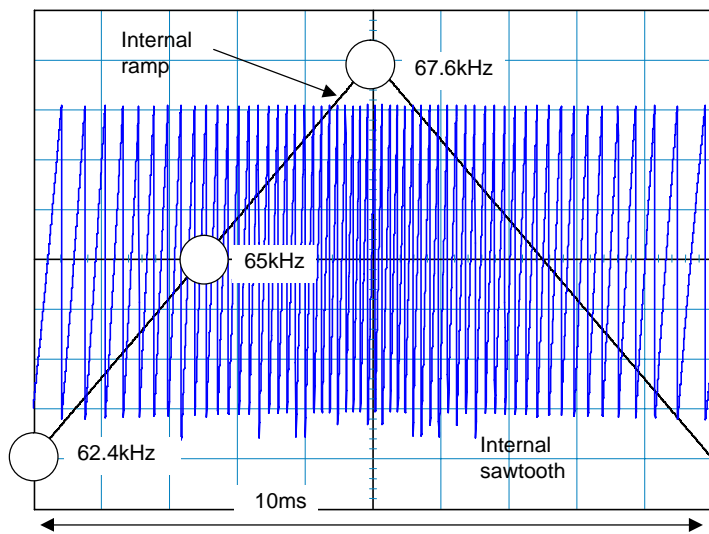 Internal
ramp
67.6kHz
65kHz
62.4kHz
Internal
sawtooth
10ms